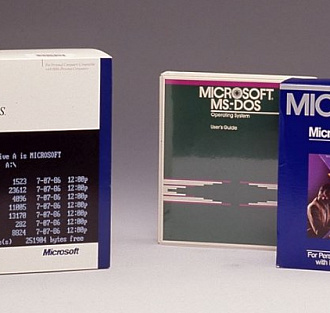 s.
ive A is MICROSOFT
A:\
1523 7-07-86 12:00p
23612 7-07-86 12:00p
4096 7-07-86 12:00p
11005 7-07-86 12:00p
13170 7-07-86 12:00p
282 7-07-86 12:00p
8824 7-07-86 12:00p
e(s) 251904 bytes free
Microsoft
MICROSOFT®
MS-DOS
Operating System
User's Guide
MIC
Micr
For Pers
with